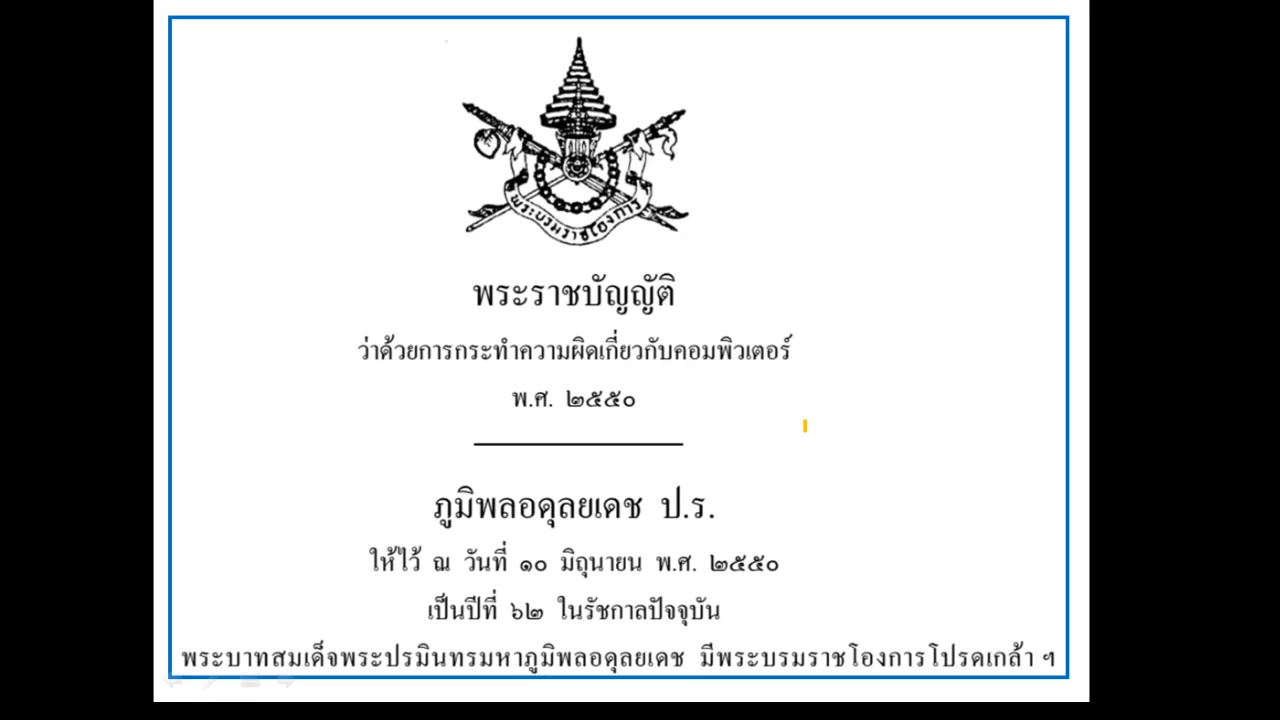 พระบรมราชโองการ
พระราชบัญญัติ
ว่าด้วยการกระทำความผิดเกี่ยวกับคอมพิวเตอร์
พ.ศ. ๒๕๕๐
ภูมิพลอดุลยเดช ป.ร.
ให้ไว้ ณ วันที่ ๑๐ มิถุนายน พ.ศ. ๒๕๕๐
เป็นปีที่ ๖๒ ในรัชกาลปัจจุบัน
พระบาทสมเด็จพระปรมินทรมหาภูมิพลอดุลยเดช มีพระบรมราชโองการโปรดเกล้า ฯ